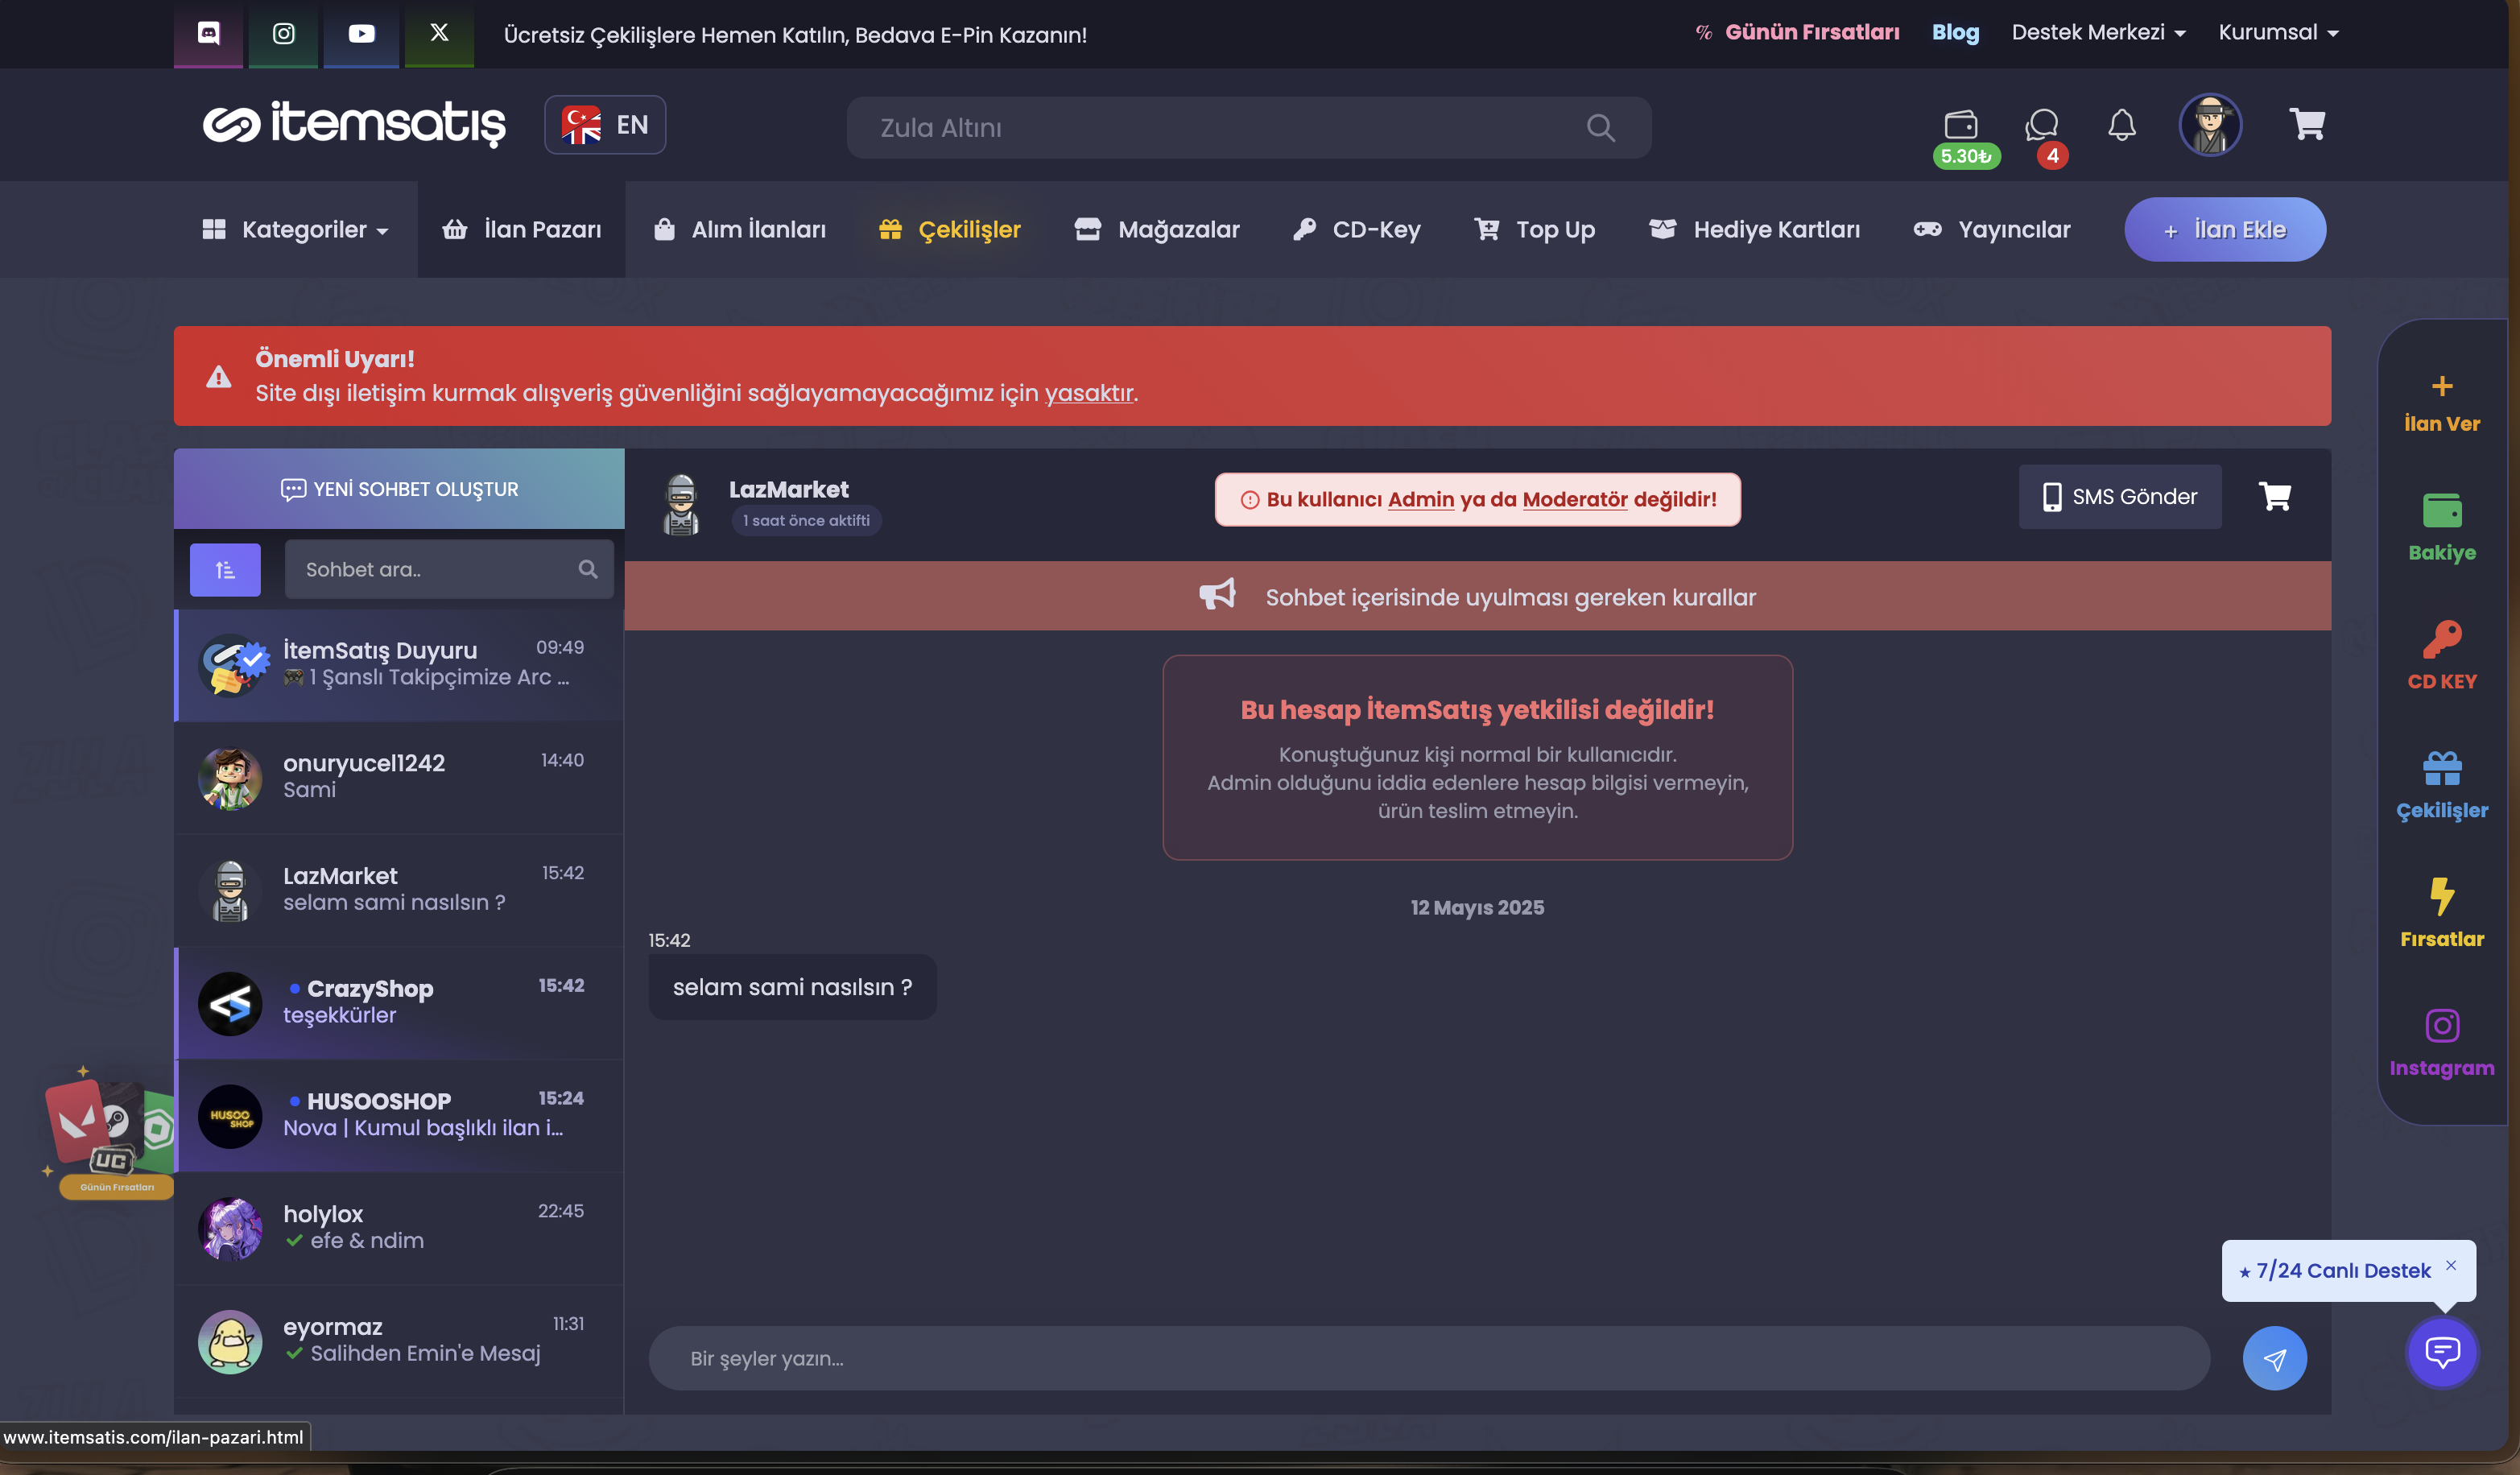 Ücretsiz Çekilişlere Hemen Katılın, Bedava E-Pin Kazanın!
% Günün Fırsatları
Blog
Destek Merkezi
Kurumsal
itemsatış
EN
Zula Altını
5.30₺
4
Kategoriler
İlan Pazarı
Alım İlanları
Çekilişler
Mağazalar
CD-Key
Top Up
Hediye Kartları
Yayıncılar
+ İlan Ekle
Önemli Uyarı!
Site dışı iletişim kurmak alışveriş güvenliğini sağlayamayacağımız için yasaktır.
YENİ SOHBET OLUŞTUR
Sohbet ara..
İtemSatış Duyuru
09:49
🎮 1 Şanslı Takipçimize Arc ...
onuryucel1242
14:40
Sami
LazMarket
15:42
selam sami nasılsın ?
CrazyShop
15:42
teşekkürler
HUSOO
SHOP
HUSOOSHOP
15:24
Nova | Kumul başlıklı ilan i...
holylox
22:45
efe & ndim
eyormaz
11:31
Salihden Emin'e Mesaj
LazMarket
1 saat önce aktifti
Bu kullanıcı Admin ya da Moderatör değildir!
SMS Gönder
Sohbet içerisinde uyulması gereken kurallar
Bu hesap İtemSatış yetkilisi değildir!
Konuştuğunuz kişi normal bir kullanıcıdır.
Admin olduğunu iddia edenlere hesap bilgisi vermeyin,
ürün teslim etmeyin.
12 Mayıs 2025
15:42
selam sami nasılsın ?
Bir şeyler yazın...
İlan Ver
Bakiye
CD KEY
Çekilişler
Fırsatlar
Instagram
★ 7/24 Canlı Destek
UC
Günün Fırsatları
www.itemsatis.com/ilan-pazari.html